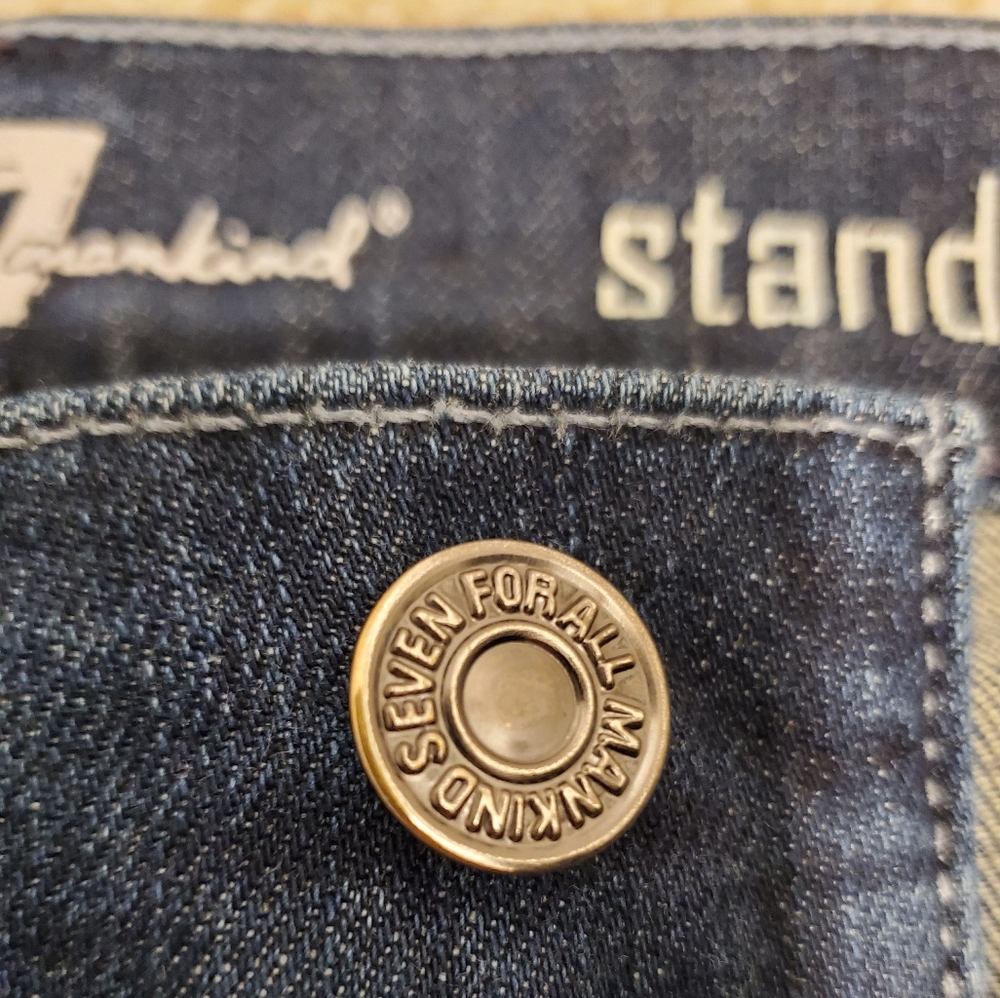 7 mankind®
stand
SEVEN FOR ALL MANKIND